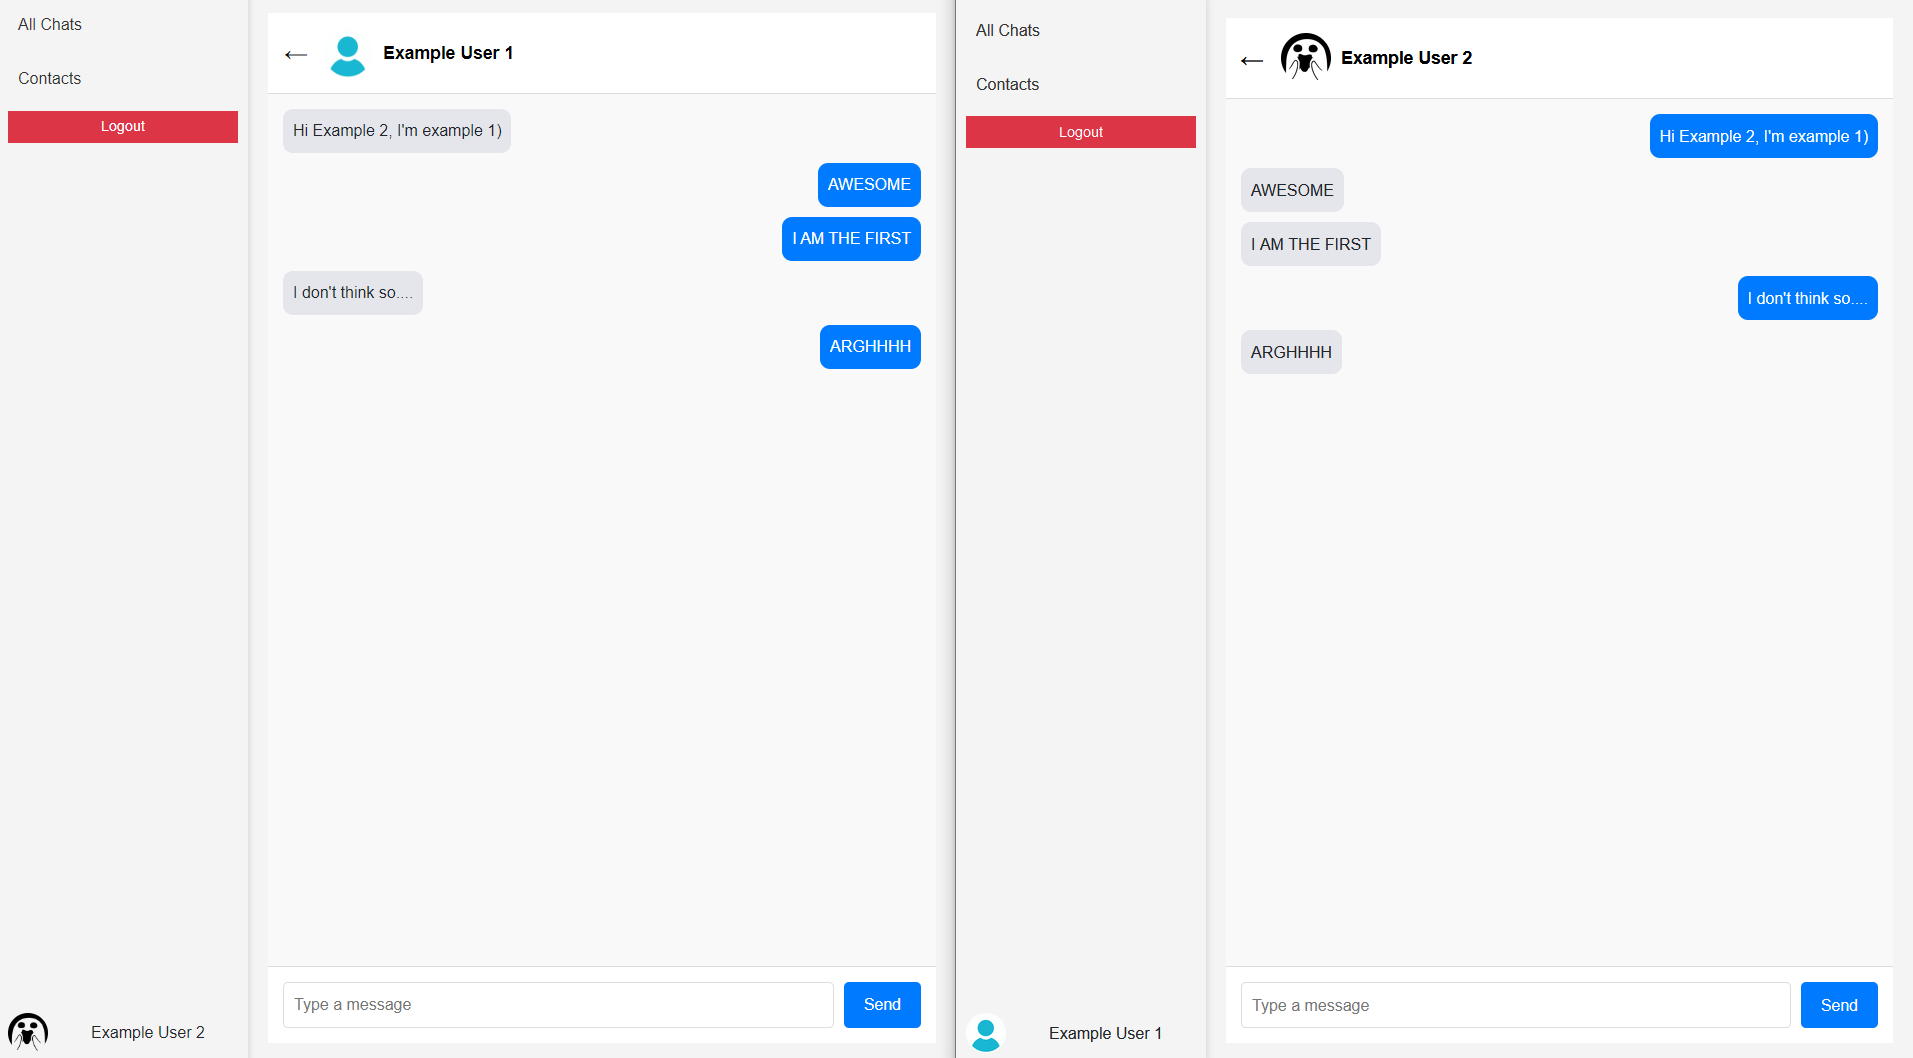 All Chats
Contacts
Logout
Example User 2
← Example User 1
Hi Example 2, I'm example 1)
AWESOME
I AM THE FIRST
I don't think so....
ARGHHHH
Type a message
Send
All Chats
Contacts
Logout
Example User 1
← Example User 2
Hi Example 2, I'm example 1)
AWESOME
I AM THE FIRST
I don't think so....
ARGHHHH
Type a message
Send